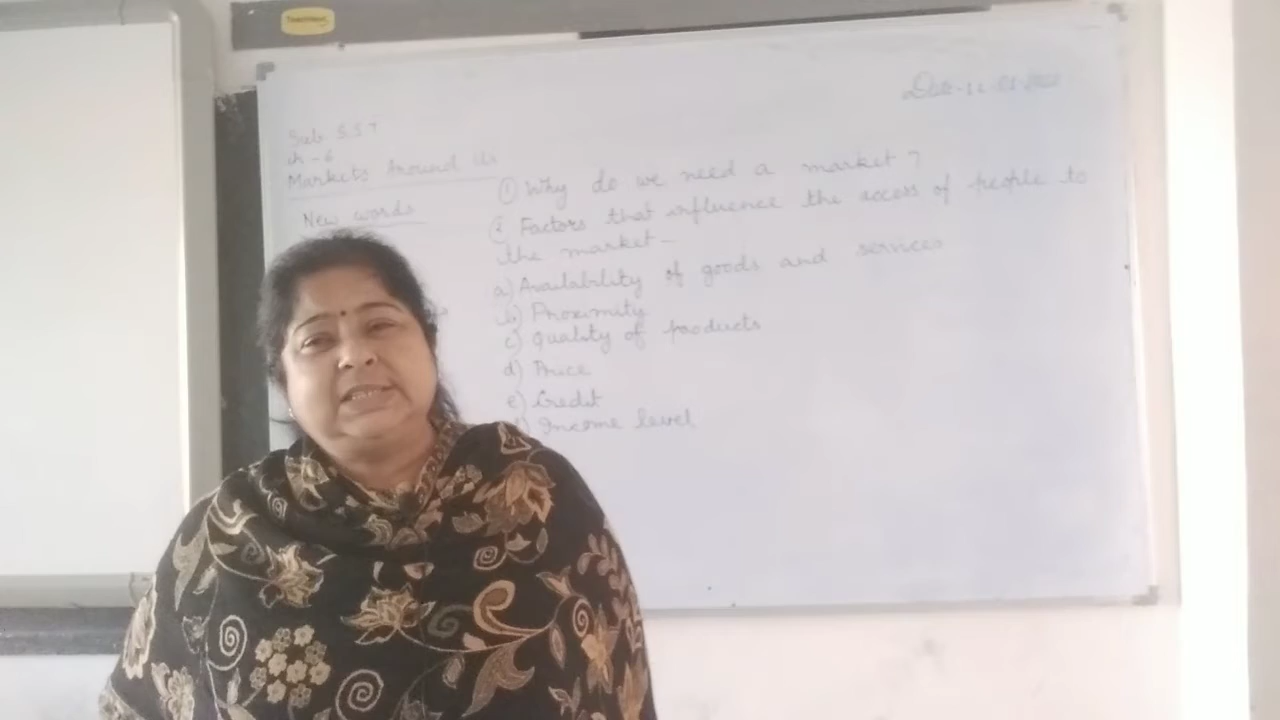 Sub. S.S.T
Ch - 6
Markets Around Us
New words
① Why do we need a market?
② Factors that influence the access of people to
the market -
a) Availability of goods and services
b) Proximity
c) Quality of products
d) Price
e) Credit
f) Income level